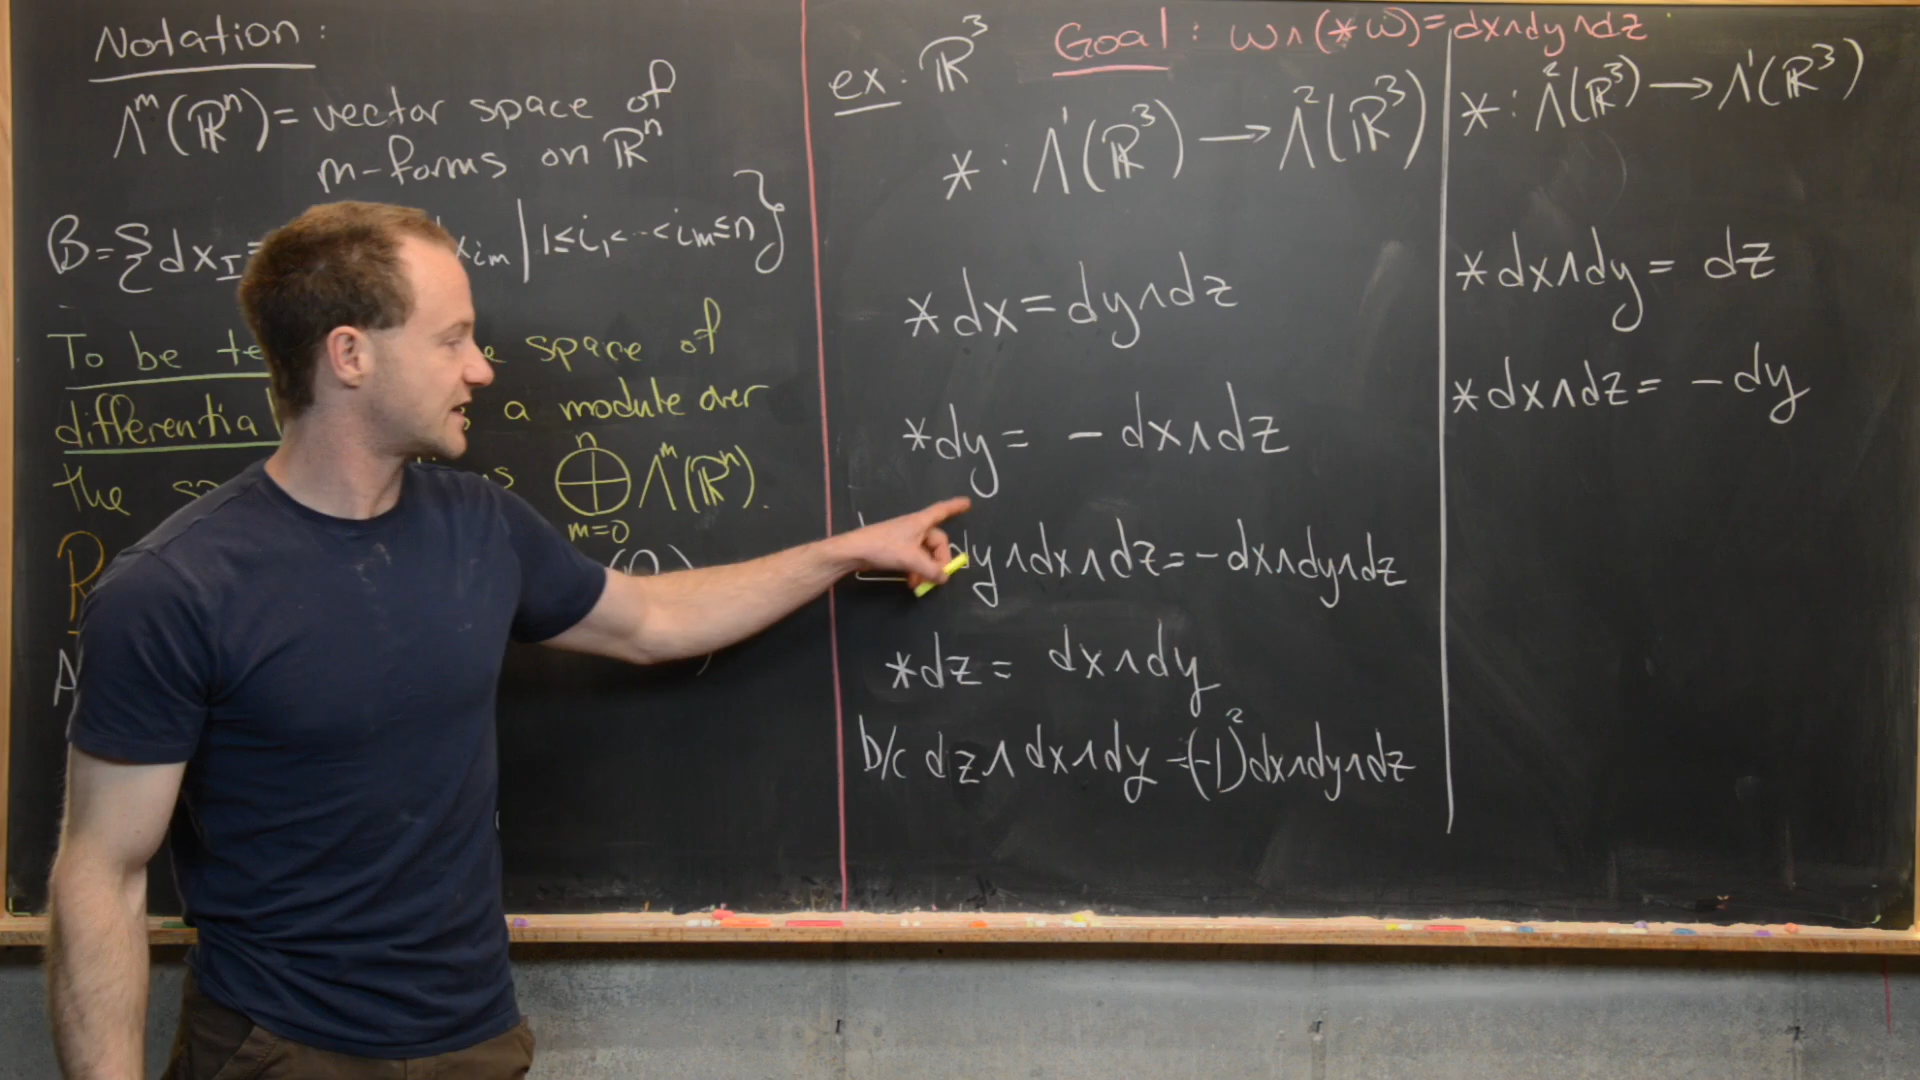 Notation:
Λ^m(ℝ^n) = vector space of
m-forms on ℝ^n
B = {dx_I = x_im | 1≤i_1<--<i_m≤n}
To be space of
differential a module over
the ⊕_{m=0}^{n} Λ^m(ℝ^n).
ex: ℝ^3
Goal: ω∧(*ω)=dx∧dy∧dz
*: Λ^1(ℝ^3) → Λ^2(ℝ^3)
*dx = dy∧dz
*dy = -dx∧dz
dy∧dx∧dz = -dx∧dy∧dz
*dz = dx∧dy
b/c dz∧dx∧dy = (-1)^2 dx∧dy∧dz
*: Λ^2(ℝ^3) → Λ^1(ℝ^3)
*dx∧dy = dz
*dx∧dz = -dy